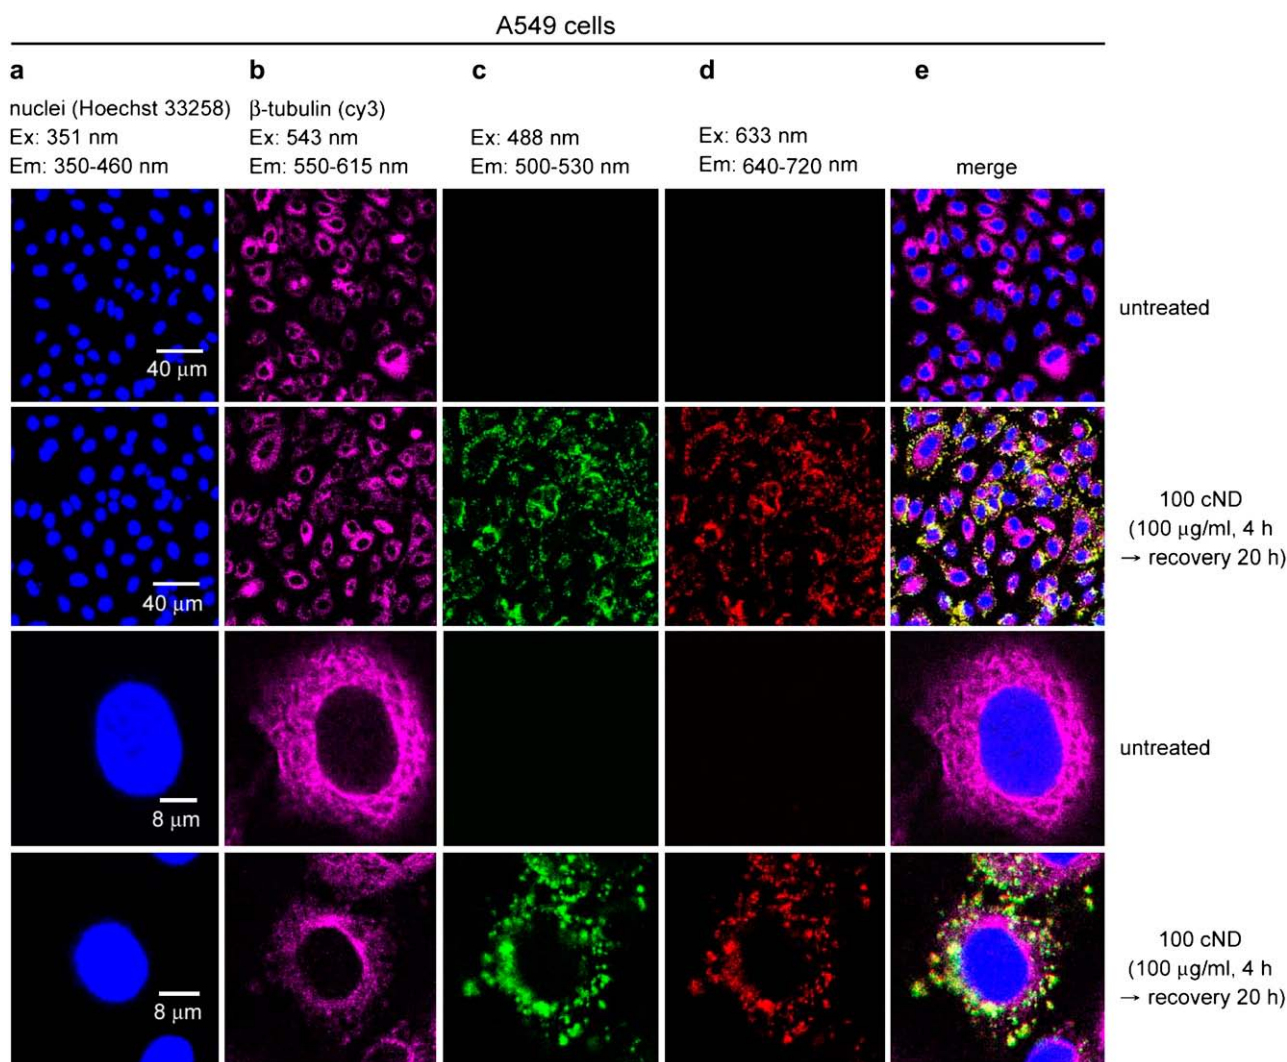 A549 cells
a
b
c
d
e
nuclei (Hoechst 33258)
Ex: 351 nm
Em: 350-460 nm
β-tubulin (cy3)
Ex: 543 nm
Em: 550-615 nm
Ex: 488 nm
Em: 500-530 nm
Ex: 633 nm
Em: 640-720 nm
merge
40 μm
untreated
40 μm
100 cND
(100 μg/ml, 4 h
→ recovery 20 h)
8 μm
untreated
8 μm
100 cND
(100 μg/ml, 4 h
→ recovery 20 h)